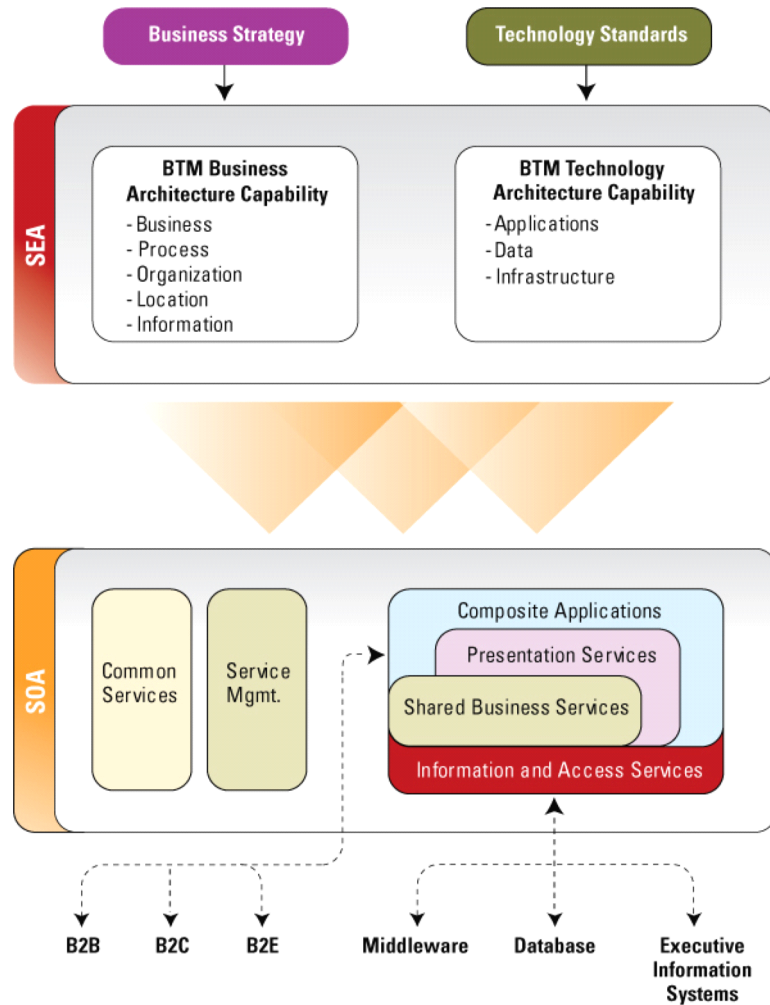 Business Strategy
Technology Standards
SEA
BTM Business
Architecture Capability
- Business
- Process
- Organization
- Location
- Information
BTM Technology
Architecture Capability
- Applications
- Data
- Infrastructure
SOA
Common
Services
Service
Mgmt.
Composite Applications
Presentation Services
Shared Business Services
Information and Access Services
B2B
B2C
B2E
Middleware
Database
Executive
Information
Systems